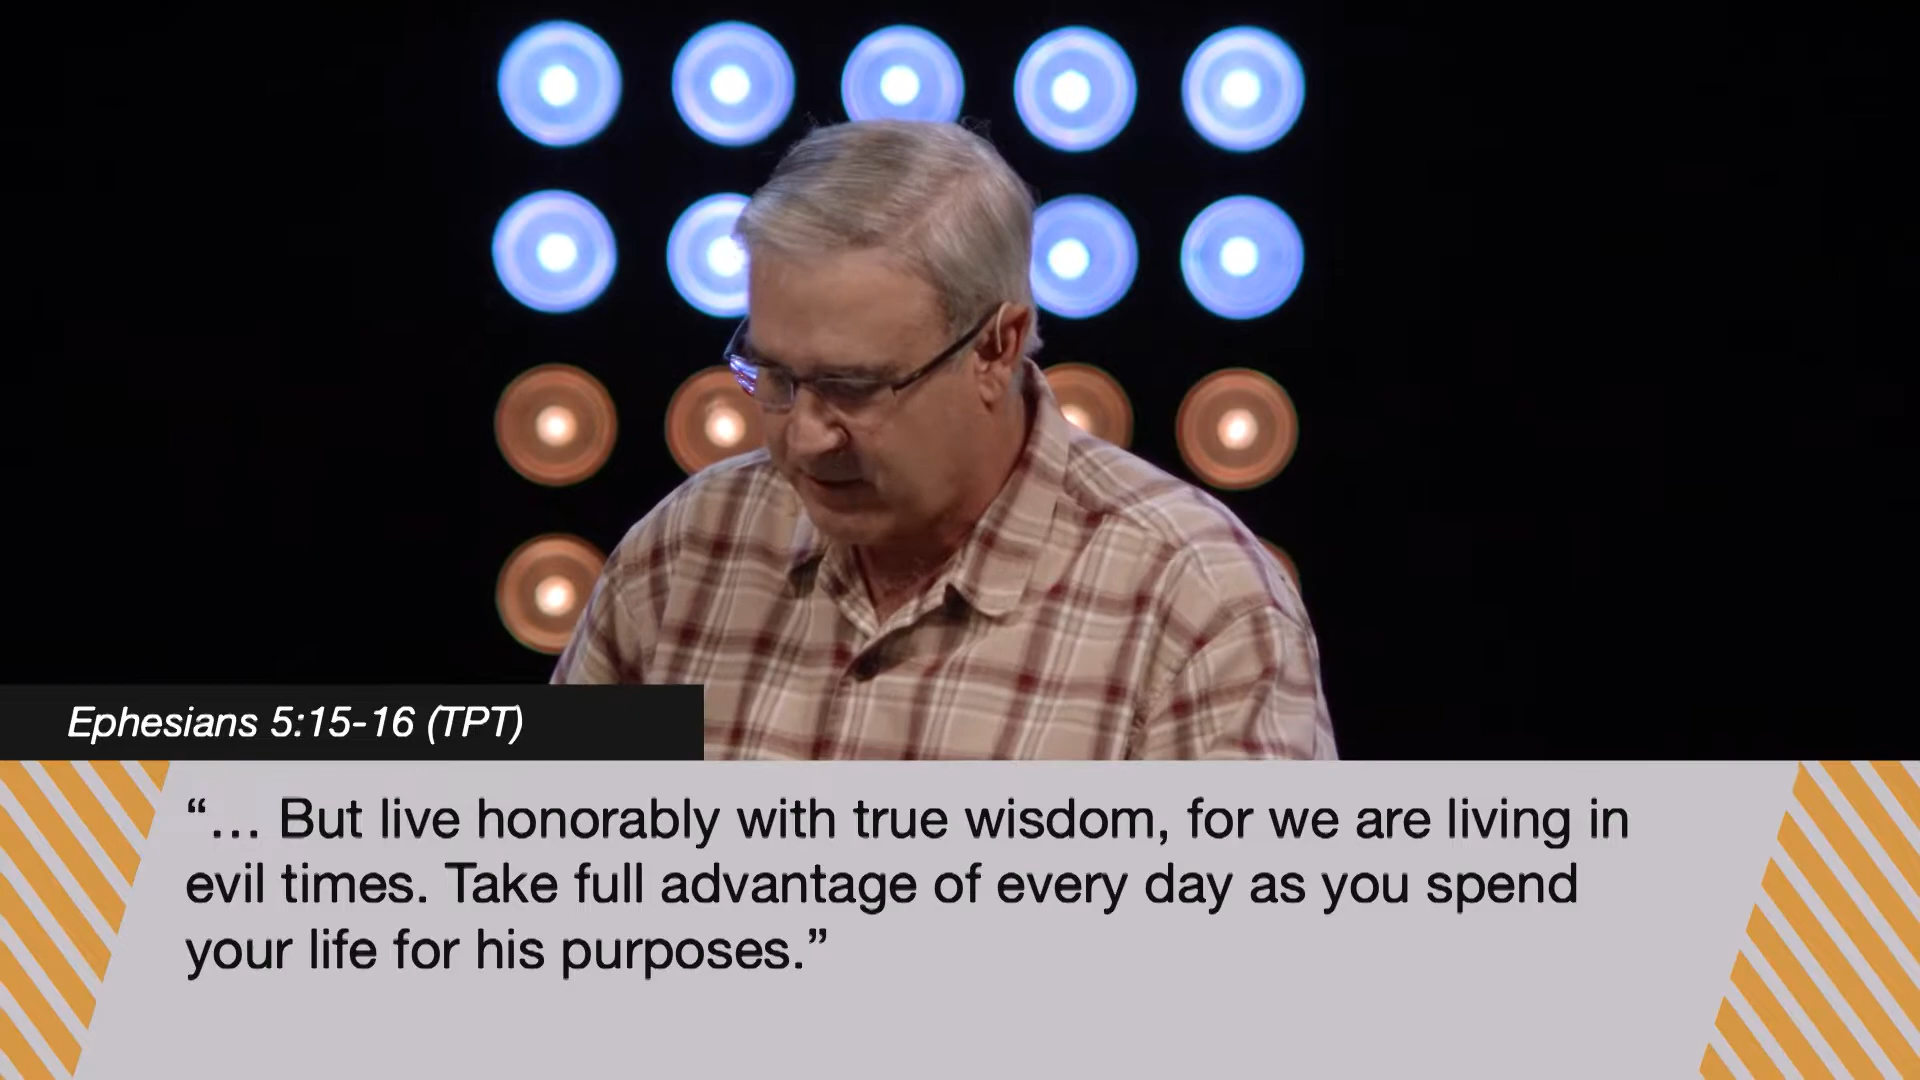 Ephesians 5:15-16 (TPT)
“... But live honorably with true wisdom, for we are living in
evil times. Take full advantage of every day as you spend
your life for his purposes.”